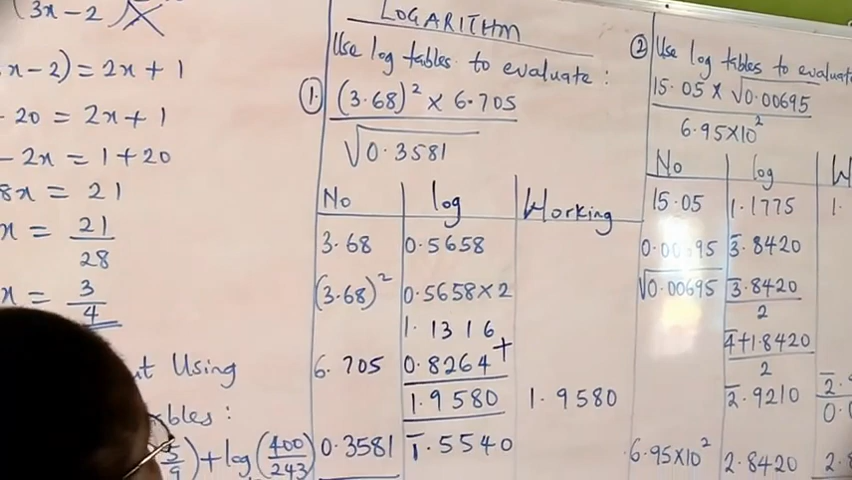 (3x-2)
x-2) = 2x+1
-20 = 2x+1
-2x = 1+20
8x = 21
x = 21/28
x = 3/4
Using
bles:
+ log(400/243)
LOGARITHM
Use log tables to evaluate:
1. (3.68)² × 6.705
√0.3581
No log Working
3.68 0.5658
(3.68)² 0.5658×2
1.1316 +
6.705 0.8264
1.9580 1.9580
0.3581 1̄.5540
② Use log tables to evaluate
15.05 × √0.00695
6.95×10²
No log W
15.05 1.1775 1.
0.00695 3̄.8420
√0.00695 3̄.8420/2
4̄+1.8420/2
2̄.9210 2̄.
0.0
6.95×10² 2.8420 2.8